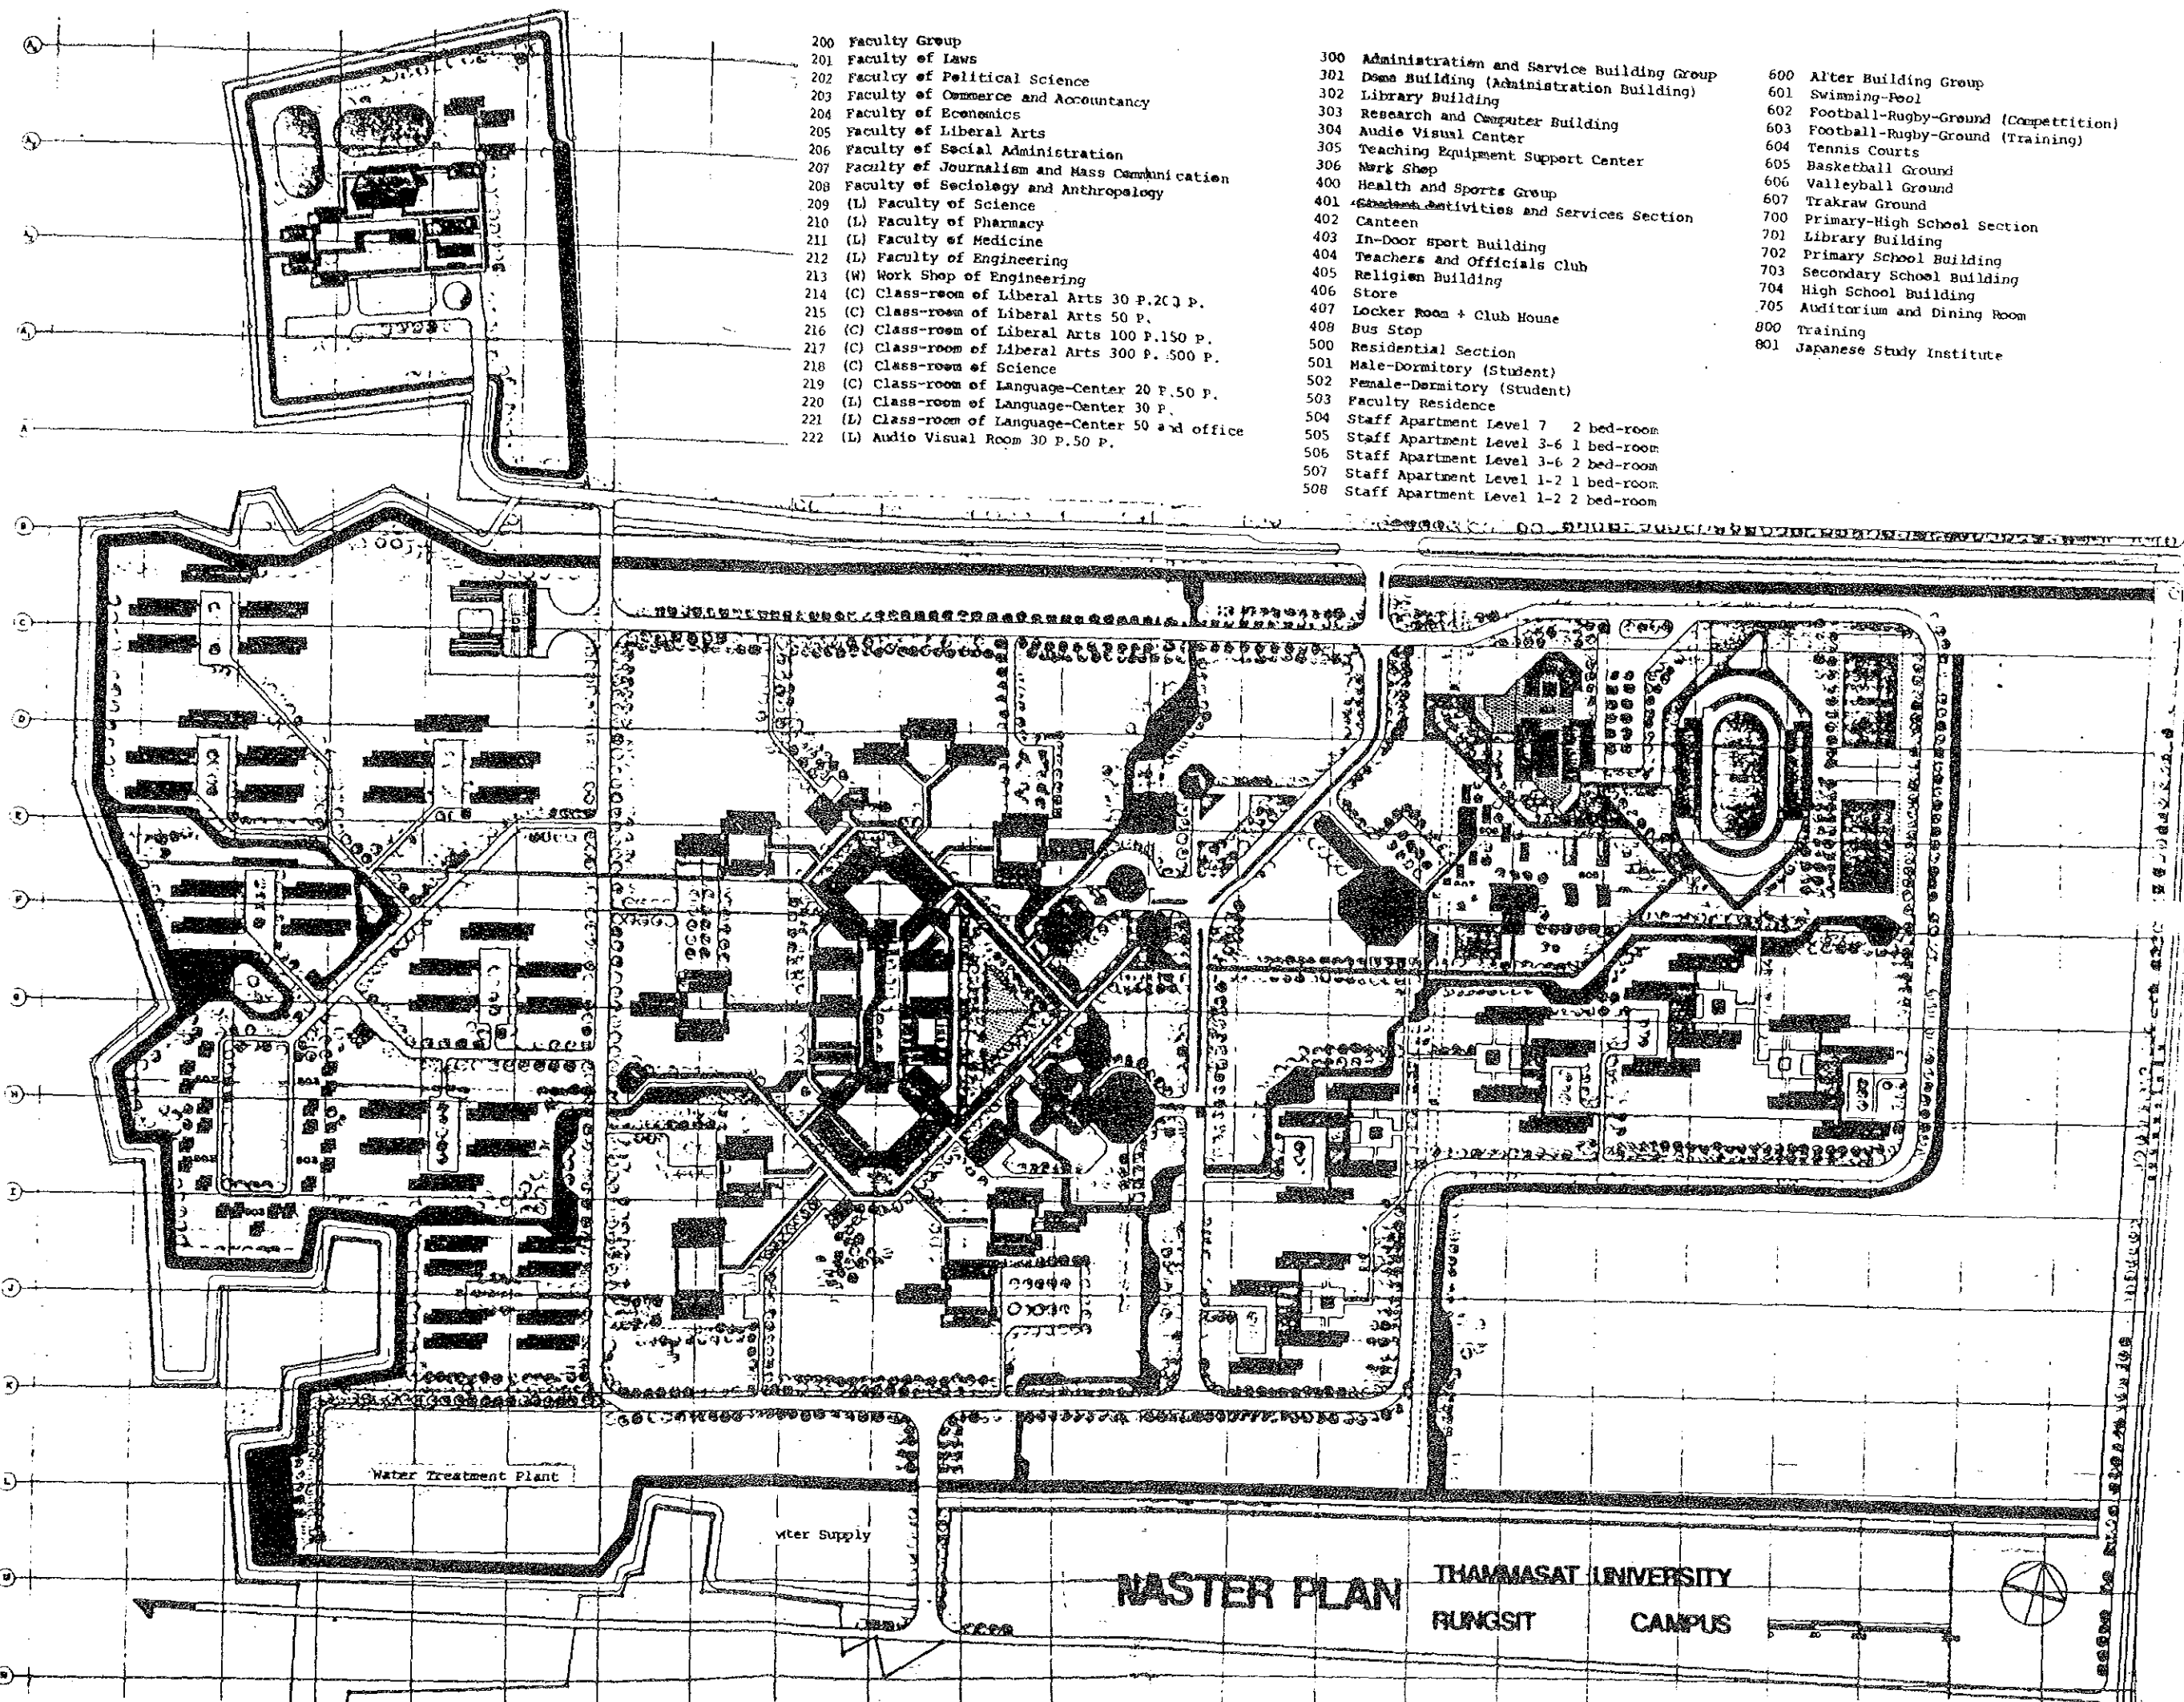 200 Faculty Group
201 Faculty of Laws
202 Faculty of Political Science
203 Faculty of Commerce and Accountancy
204 Faculty of Economics
205 Faculty of Liberal Arts
206 Faculty of Social Administration
207 Faculty of Journalism and Mass Communication
208 Faculty of Sociology and Anthropology
209 (L) Faculty of Science
210 (L) Faculty of Pharmacy
211 (L) Faculty of Medicine
212 (L) Faculty of Engineering
213 (W) Work Shop of Engineering
214 (C) Class-room of Liberal Arts 30 P. P.
215 (C) Class-room of Liberal Arts 50 P.
216 (C) Class-room of Liberal Arts 100 P.150 P.
217 (C) Class-room of Liberal Arts 300 P. 500 P.
218 (C) Class-room of Science
219 (C) Class-room of Language-Center 20 P.50 P.
220 (L) Class-room of Language-Center 30 P.
221 (L) Class-room of Language-Center 50 and office
222 (L) Audio Visual Room 30 P.50 P.
300 Administration and Service Building Group
301 Dome Building (Administration Building)
302 Library Building
303 Research and Computer Building
304 Audio Visual Center
305 Teaching Equipment Support Center
306 Work Shop
400 Health and Sports Group
401 Student Activities and Services Section
402 Canteen
403 In-Door sport Building
404 Teachers and Officials Club
405 Religion Building
406 Store
407 Locker Room + Club House
408 Bus Stop
500 Residential Section
501 Male-Dormitory (Student)
502 Female-Dormitory (Student)
503 Faculty Residence
504 Staff Apartment Level 7 2 bed-room
505 Staff Apartment Level 3-6 1 bed-room
506 Staff Apartment Level 3-6 2 bed-room
507 Staff Apartment Level 1-2 1 bed-room
508 Staff Apartment Level 1-2 2 bed-room
600 Alter Building Group
601 Swimming-Pool
602 Football-Rugby-Ground (Compettition)
603 Football-Rugby-Ground (Training)
604 Tennis Courts
605 Basketball Ground
606 Valleyball Ground
607 Trakraw Ground
700 Primary-High School Section
701 Library Building
702 Primary School Building
703 Secondary School Building
704 High School Building
705 Auditorium and Dining Room
800 Training
801 Japanese Study Institute
A
B
C
D
E
F
G
H
I
J
K
L
M
N
Water Treatment Plant
Supply
MASTER PLAN
THAMMASAT UNIVERSITY
RUNGSIT CAMPUS